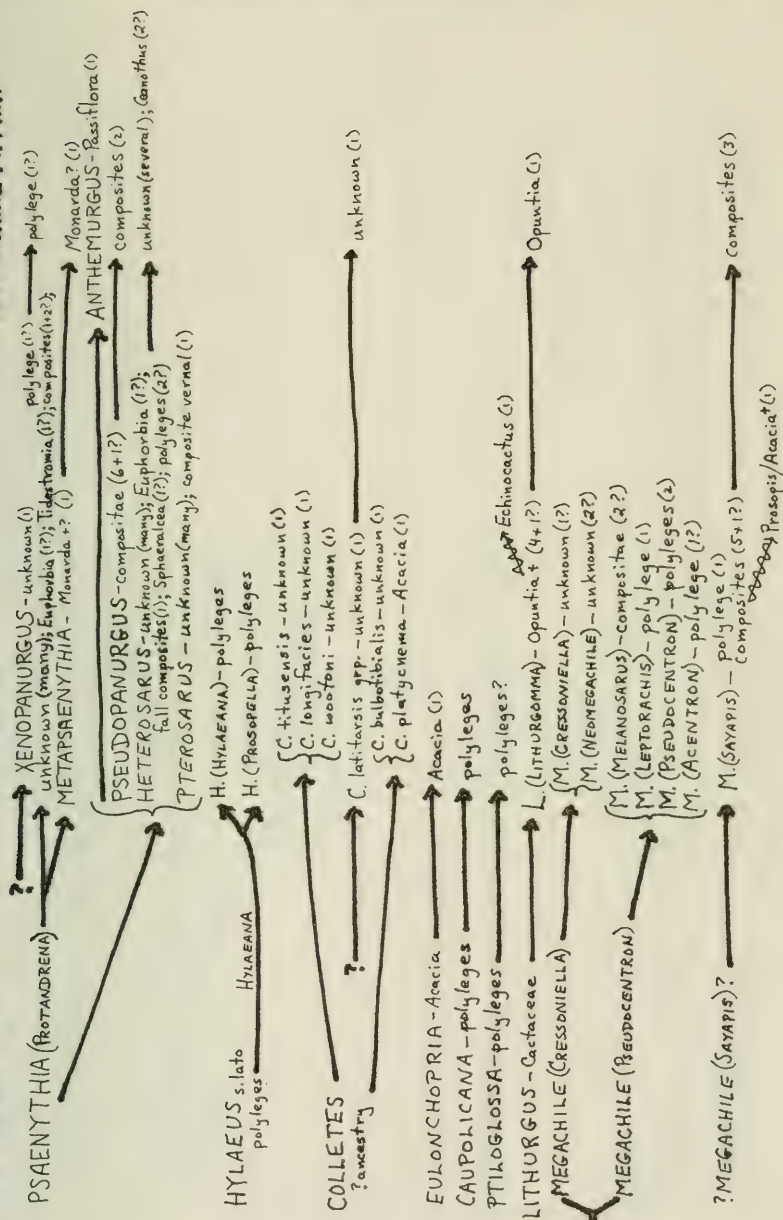 ? → XENOPANURGUS-unknown (1)
PSAENYTHIA (PROTANDRENA)
polylege (1?) → polylege (1?)
unknown (many); Euphorbia (1?); Tidestromia (1?); composites (1+2?);
METAPSAENYTHIA - Monarda +? (1) → Monarda? (1)
ANTHEMURGUS-Passiflora (1)
PSEUDOPANURGUS-compositae (6+1?) → composites (2)
HETEROSARUS-unknown (many); Euphorbia (1?);
fall composites (1); Sphaeralcea (1?); polyleges (2?) → unknown (several); Ceanothus (2?)
PTEROSARUS - unknown (many); composite vernal (1)
H. (HYLAEANA) - polyleges
HYLAEUS s. lato HYLAEANA
polyleges
H. (PROSOPELLA) - polyleges
C. titusensis - unknown (1)
C. longifacies - unknown (1)
C. wootoni - unknown (1)
COLLETES
? ancestry
? → C. latitarsis grp. - unknown (1) → unknown (1)
C. bulbotibialis - unknown (1)
C. platycnema - Acacia (1)
EULONCHOPRIA - Acacia → Acacia (1)
CAUPOLICANA - polyleges → polyleges
PTILOGLOSSA - polyleges → polyleges?
Echinocactus (1)
LITHURGUS - Cactaceae → L. (LITHURGOMMA) - Opuntia + (4+1?) → Opuntia (1)
MEGACHILE (CRESSONIELLA) → M. (CRESSONIELLA) - unknown (1?)
M. (NEOMEGACHILE) - unknown (2?)
M. (MELANOSARUS) - compositae (2?)
MEGACHILE (PSEUDOCENTRON) → M. (LEPTORACHIS) - polylege (1)
M. (PSEUDOCENTRON) - polyleges (2)
M. (ACENTRON) - polylege (1?)
? MEGACHILE (SAYAPIS)? → M. (SAYAPIS) - polylege (1)
Composites (5+1?) → Composites (3)
Prosopis/Acacia+ (1)